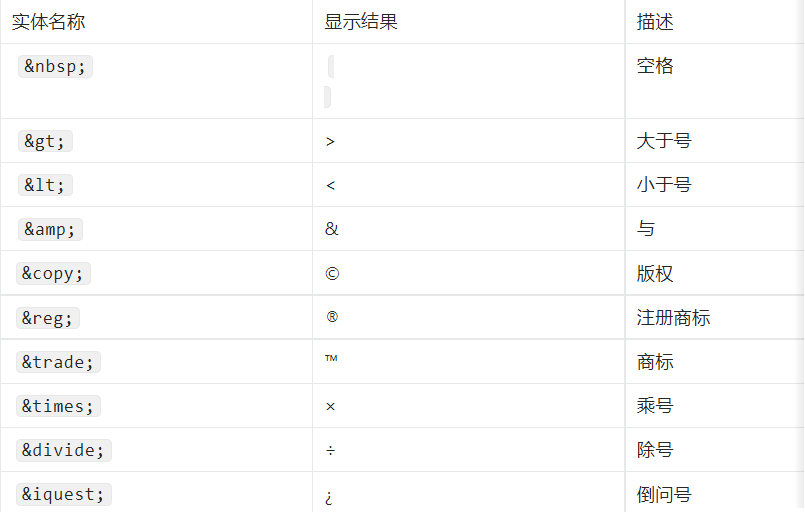 实体名称 显示结果 描述
&nbsp; 空格
&gt; > 大于号
&lt; < 小于号
&amp; & 与
&copy; © 版权
&reg; ® 注册商标
&trade; ™ 商标
&times; × 乘号
&divide; ÷ 除号
&iquest; ¿ 倒问号